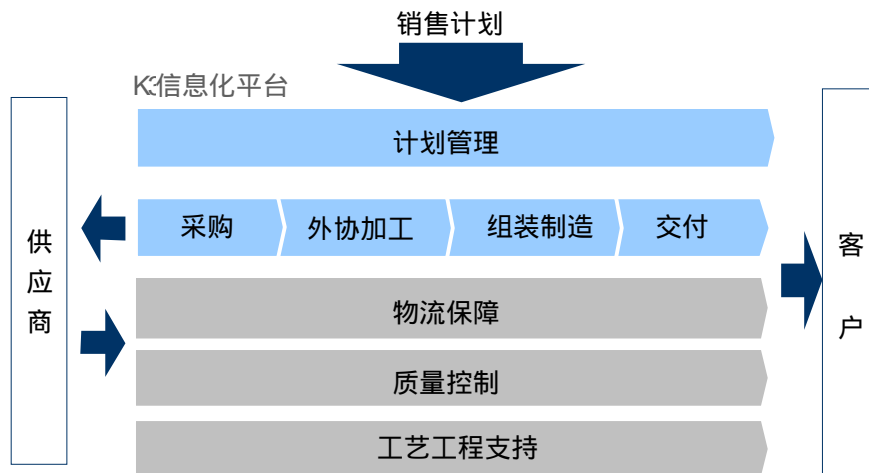 销售计划
K3信息化平台
计划管理
采购
外协加工
组装制造
交付
供
应
商
客
户
物流保障
质量控制
工艺工程支持